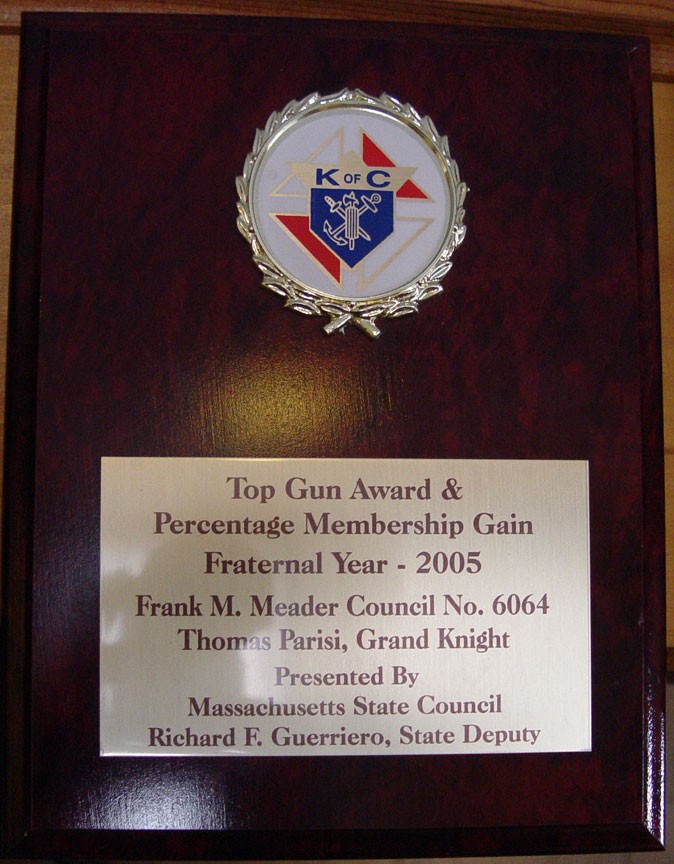 K OF C
Top Gun Award &
Percentage Membership Gain
Fraternal Year - 2005
Frank M. Meader Council No. 6064
Thomas Parisi, Grand Knight
Presented By
Massachusetts State Council
Richard F. Guerriero, State Deputy